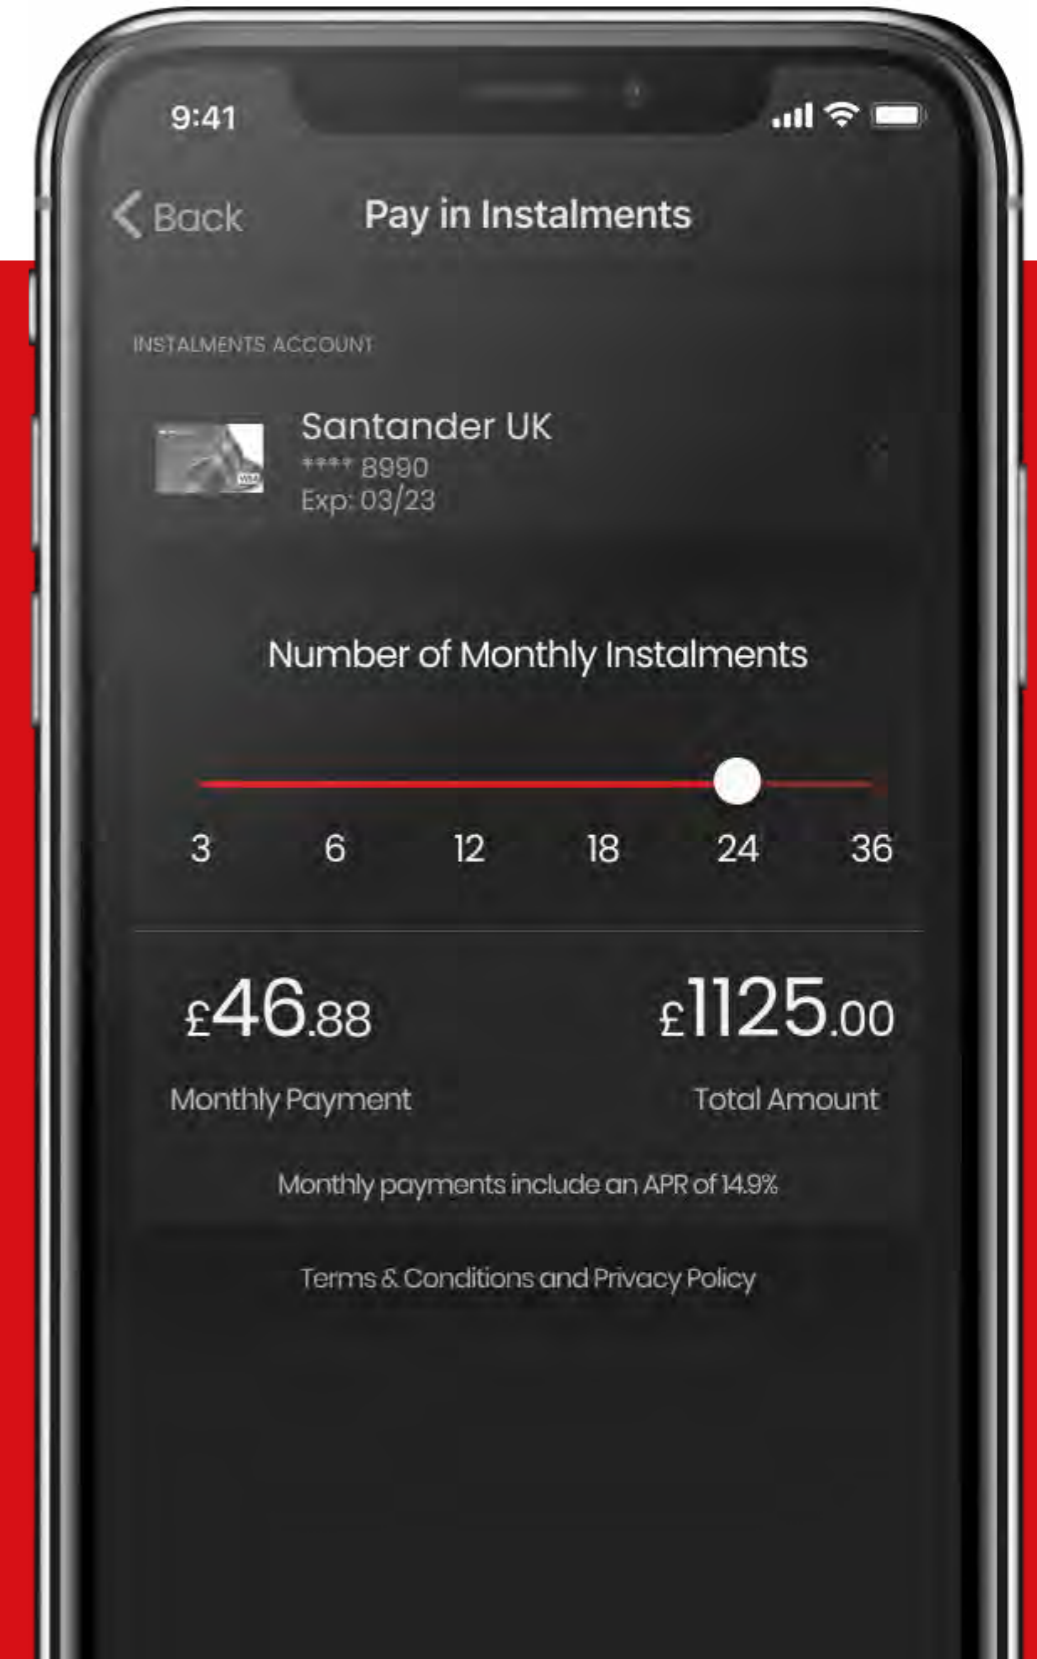 9:41
Back
Pay in Instalments
INSTALMENTS ACCOUNT
Santander UK
**** 8990
Exp: 03/23
VISA
Number of Monthly Instalments
3 6 12 18 24 36
£46.88
£1125.00
Monthly Payment
Total Amount
Monthly payments include an APR of 14.9%
Terms & Conditions and Privacy Policy